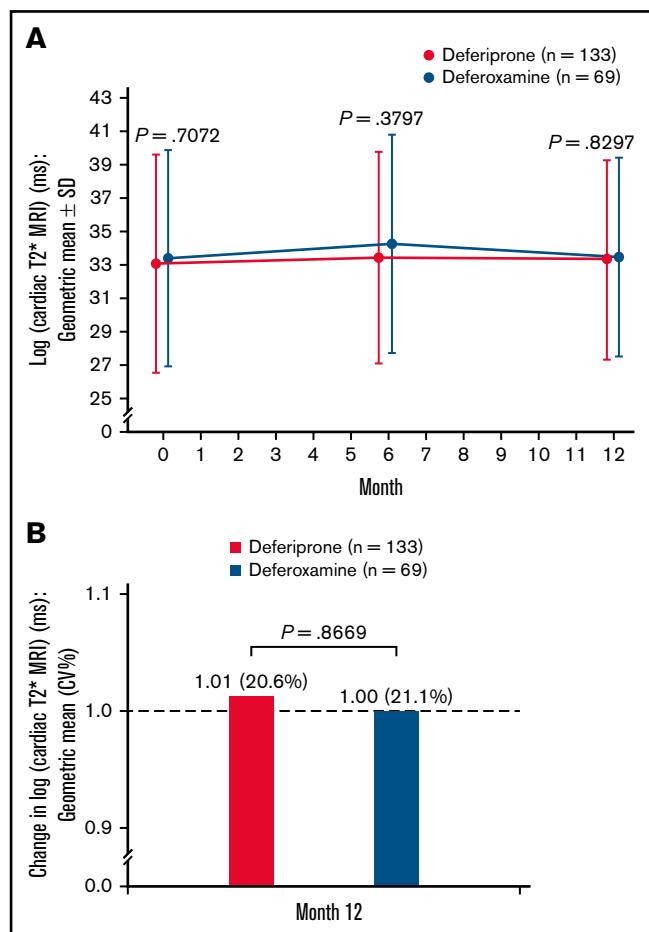 A
Deferiprone (n = 133)
Deferoxamine (n = 69)
Log (cardiac T2* MRI) (ms):
Geometric mean ± SD
43
41
39
37
35
33
31
29
27
25
0
P = .7072
P = .3797
P = .8297
0 1 2 3 4 5 6 7 8 9 10 11 12
Month
B
Deferiprone (n = 133)
Deferoxamine (n = 69)
Change in log (cardiac T2* MRI) (ms):
Geometric mean (CV%)
1.1
1.0
0.9
0.0
P = .8669
1.01 (20.6%)
1.00 (21.1%)
Month 12